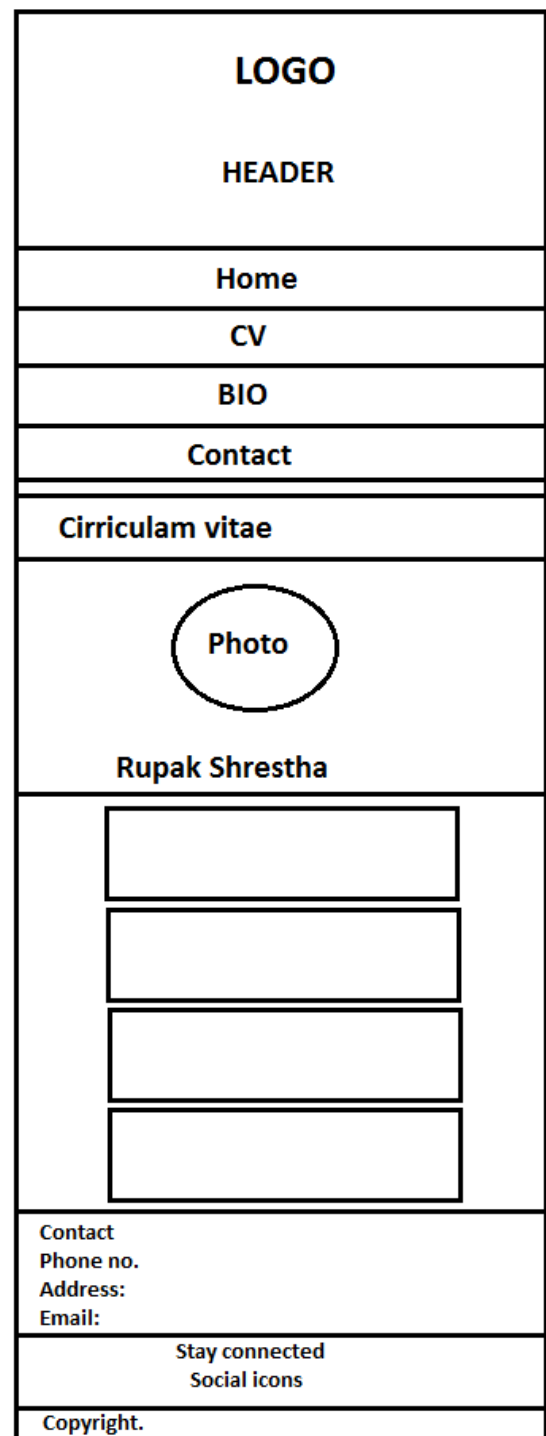 LOGO
HEADER
Home
CV
BIO
Contact
Cirriculam vitae
Photo
Rupak Shrestha
Contact
Phone no.
Address:
Email:
Stay connected
Social icons
Copyright.